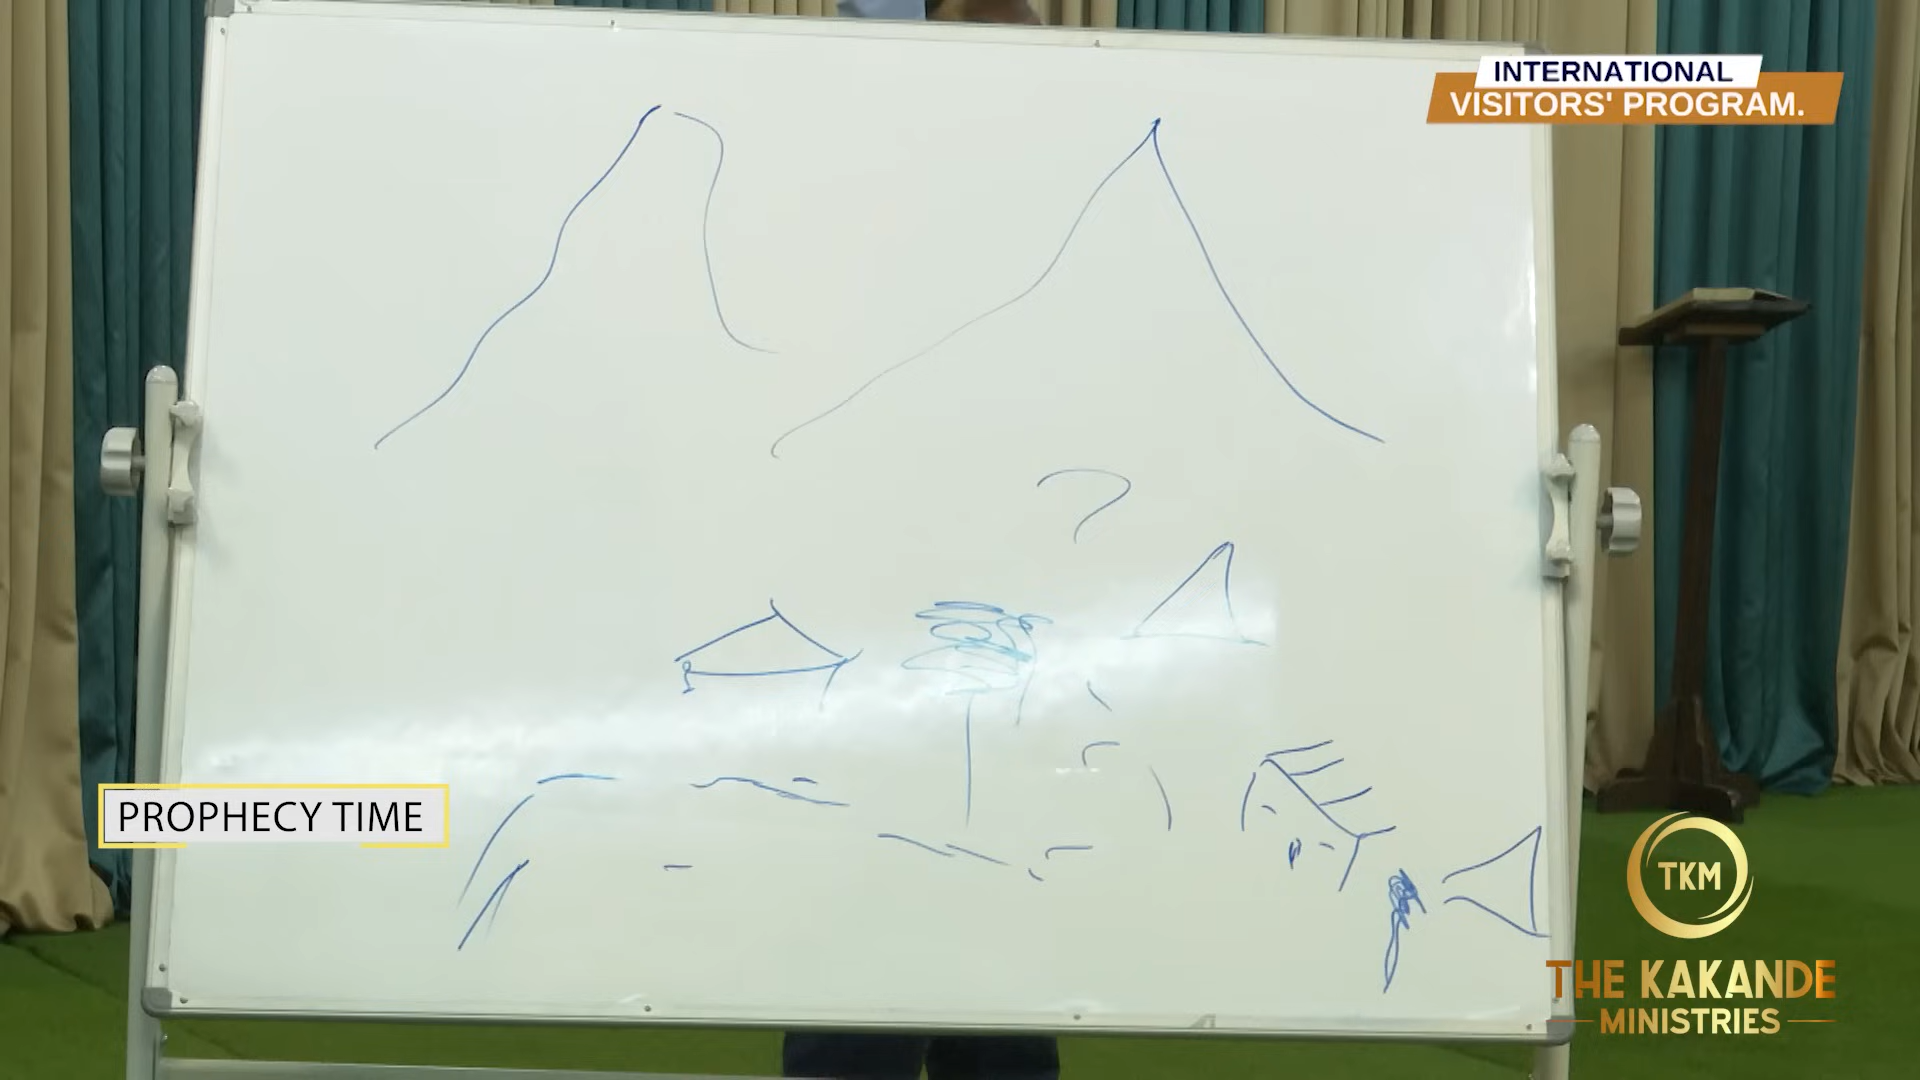 INTERNATIONAL
VISITORS' PROGRAM.
?
PROPHECY TIME
TKM
THE KAKANDE
MINISTRIES